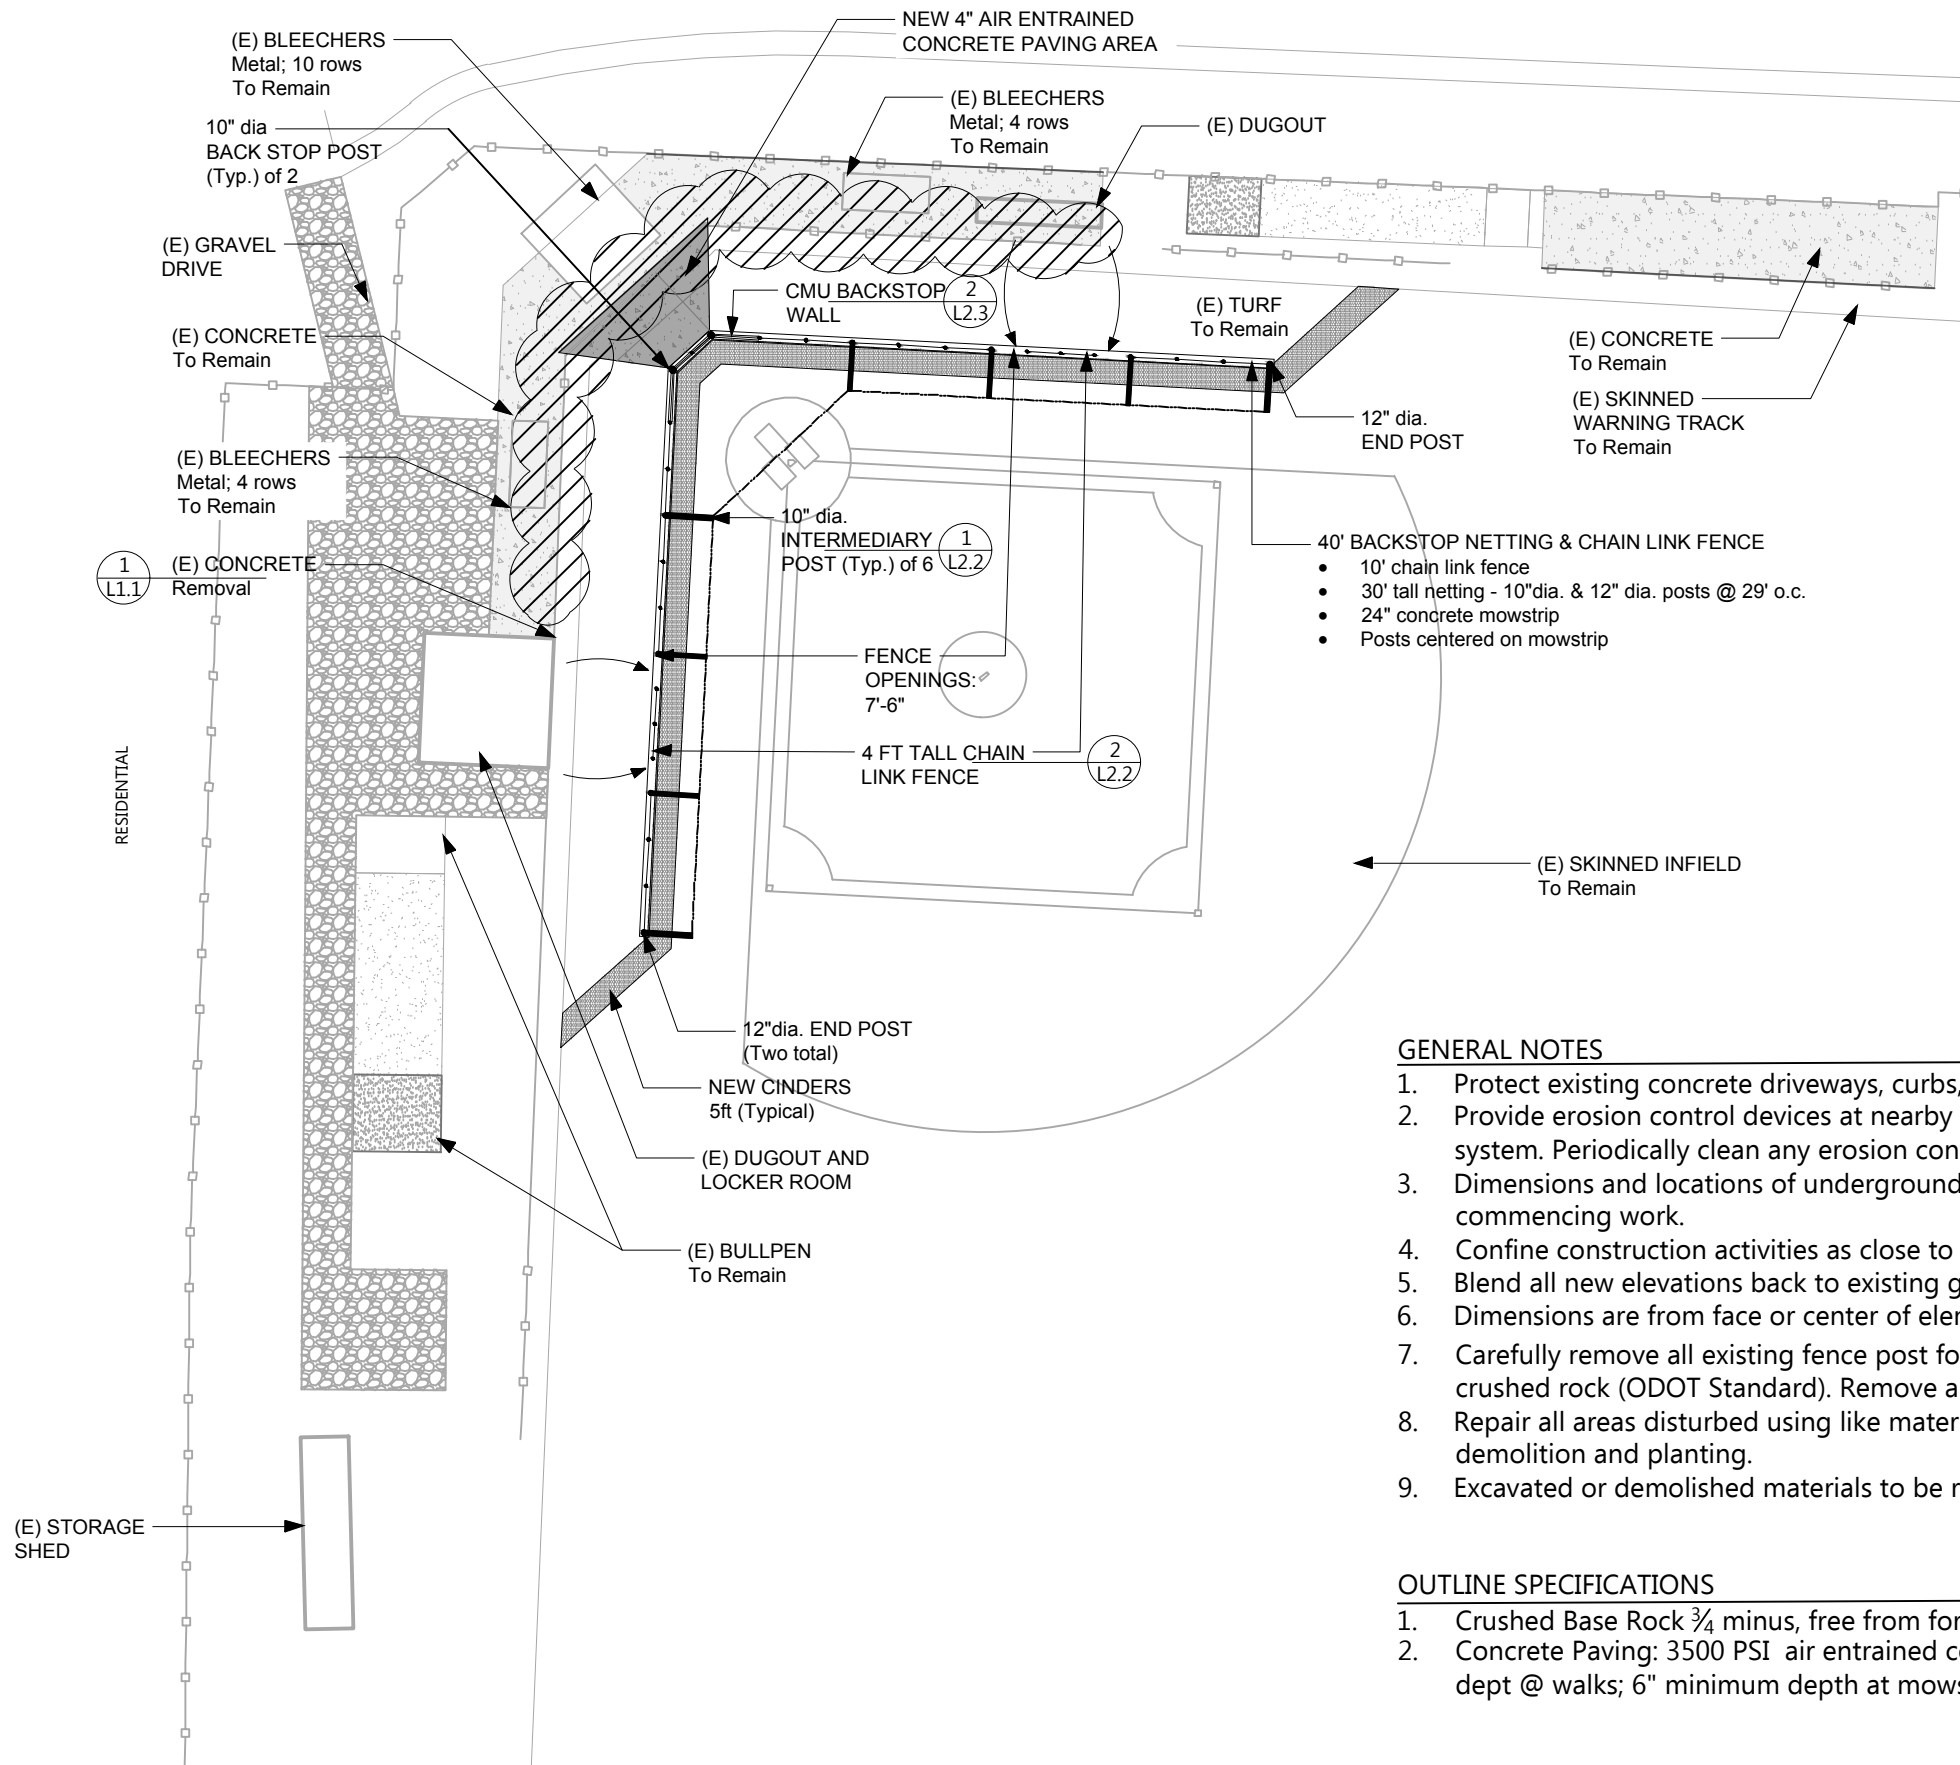 NEW 4" AIR ENTRAINED
CONCRETE PAVING AREA
(E) BLEECHERS
Metal; 10 rows
To Remain
(E) BLEECHERS
Metal; 4 rows
To Remain
(E) DUGOUT
10" dia
BACK STOP POST
(Typ.) of 2
(E) GRAVEL
DRIVE
CMU BACKSTOP
WALL
2
L2.3
(E) TURF
To Remain
(E) CONCRETE
To Remain
(E) CONCRETE
To Remain
(E) SKINNED
WARNING TRACK
To Remain
12" dia.
END POST
(E) BLEECHERS
Metal; 4 rows
To Remain
10" dia.
INTERMEDIARY
POST (Typ.) of 6
1
L2.2
40' BACKSTOP NETTING & CHAIN LINK FENCE
• 10' chain link fence
• 30' tall netting - 10"dia. & 12" dia. posts @ 29' o.c.
• 24" concrete mowstrip
• Posts centered on mowstrip
1
L1.1
(E) CONCRETE
Removal
FENCE
OPENINGS:
7'-6"
4 FT TALL CHAIN
LINK FENCE
2
L2.2
RESIDENTIAL
(E) SKINNED INFIELD
To Remain
12"dia. END POST
(Two total)
NEW CINDERS
5ft (Typical)
(E) DUGOUT AND
LOCKER ROOM
(E) BULLPEN
To Remain
(E) STORAGE
SHED
GENERAL NOTES
1. Protect existing concrete driveways, curbs,
2. Provide erosion control devices at nearby
system. Periodically clean any erosion con
3. Dimensions and locations of underground
commencing work.
4. Confine construction activities as close to
5. Blend all new elevations back to existing g
6. Dimensions are from face or center of elem
7. Carefully remove all existing fence post fo
crushed rock (ODOT Standard). Remove a
8. Repair all areas disturbed using like mater
demolition and planting.
9. Excavated or demolished materials to be r
OUTLINE SPECIFICATIONS
1. Crushed Base Rock ¾ minus, free from for
2. Concrete Paving: 3500 PSI air entrained co
dept @ walks; 6" minimum depth at mows